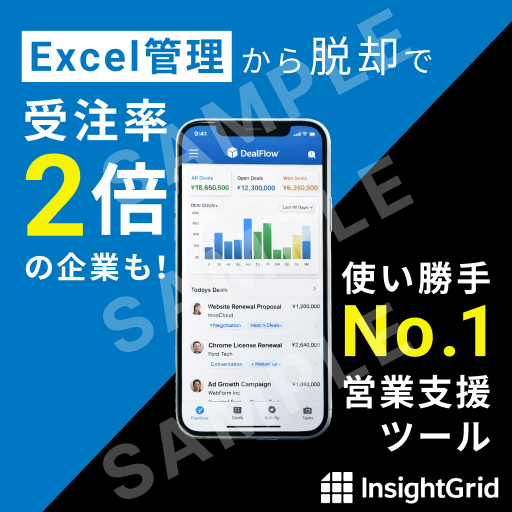 Excel管理から脱却で
受注率
2倍
の企業も!
9:41
DealFlow
All Deals
Open Deals
Won Deals
¥18,650,500
¥12,300,000
¥6,350,500
Last 90 Days
Todoys Deals
Website Renewal Proposal
¥1,200,000
InnoCloud
Negotiation
Chrome License Renewal
¥2,640,000
Ford Tech
Conversation
Ad Growth Campaign
WebForm Inc.
使い勝手
No.1
営業支援
ツール
InsightGrid
SAMPLE
SAMPLE
SAMPLE